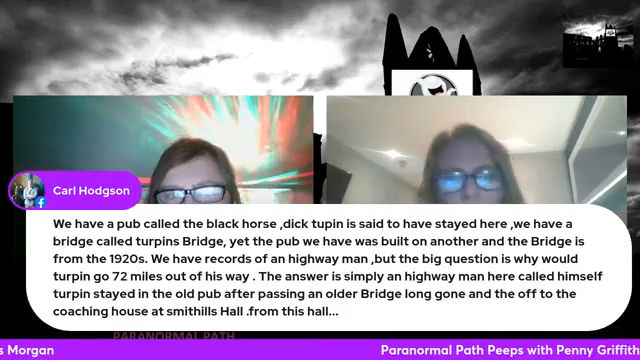 Carl Hodgson
We have a pub called the black horse ,dick tupin is said to have stayed here ,we have a
bridge called turpins Bridge, yet the pub we have was built on another and the Bridge is
from the 1920s. We have records of an highway man ,but the big question is why would
turpin go 72 miles out of his way . The answer is simply an highway man here called himself
turpin stayed in the old pub after passing an older Bridge long gone and the off to the
coaching house at smithills Hall .from this hall...
PARANORMAL PATH
s Morgan
Paranormal Path Peeps with Penny Griffith